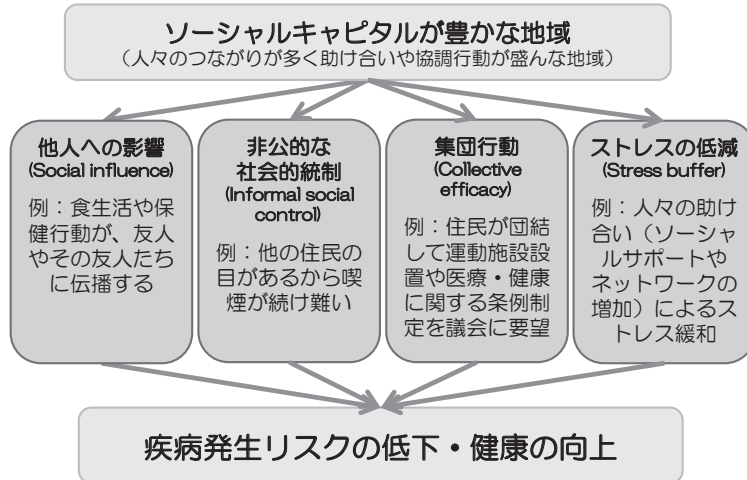 ソーシャルキャピタルが豊かな地域
（人々のつながりが多く助け合いや協調行動が盛んな地域）
他人への影響
(Social influence)
例：食生活や保
健行動が、友人
やその友人たち
に伝播する
非公的な
社会的統制
(Informal social
control)
例：他の住民の
目があるから喫
煙が続け難い
集団行動
(Collective
efficacy)
例：住民が団結
して運動施設設
置や医療・健康
に関する条例制
定を議会に要望
ストレスの低減
(Stress buffer)
例：人々の助け
合い（ソーシャ
ルサポートや
ネットワークの
増加）によるス
トレス緩和
疾病発生リスクの低下・健康の向上